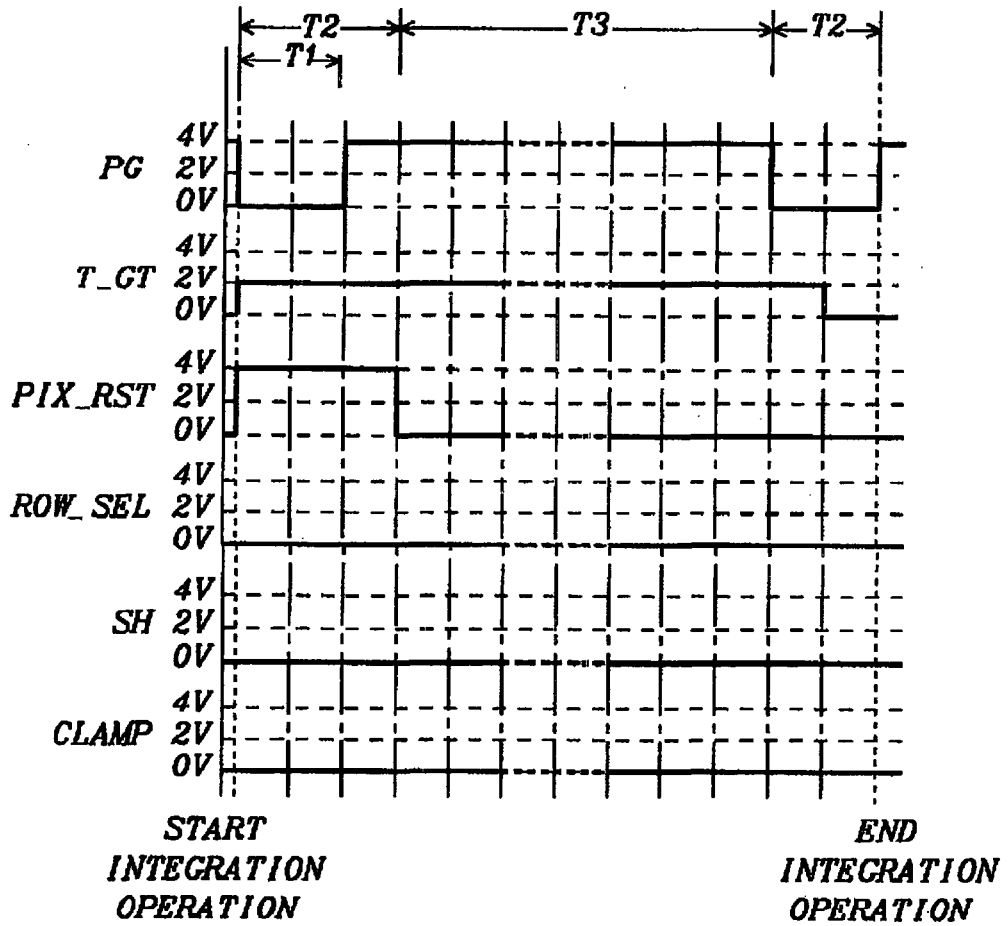 T2 T3 T2
T1
4V
PG 2V
0V
4V
T_GT 2V
0V
4V
PIX_RST 2V
0V
4V
ROW_SEL 2V
0V
4V
SH 2V
0V
4V
CLAMP 2V
0V
START
INTEGRATION
OPERATION
END
INTEGRATION
OPERATION